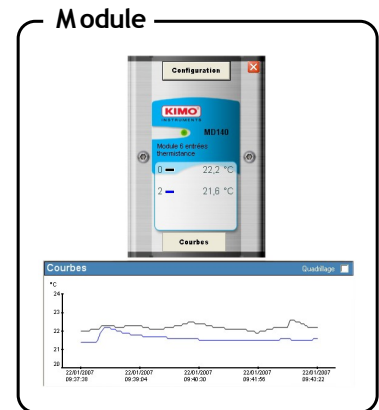 Module
Configuration
KIMO
INSTRUMENTS
MD140
Module 6 entrées
thermistance
0 22,2 °C
2 21,6 °C
Courbes
Courbes Quadrillage
°C
24
23
22
21
20
22/01/2007 22/01/2007 22/01/2007 22/01/2007 22/01/2007
09:37:38 09:39:04 09:40:30 09:41:56 09:43:22